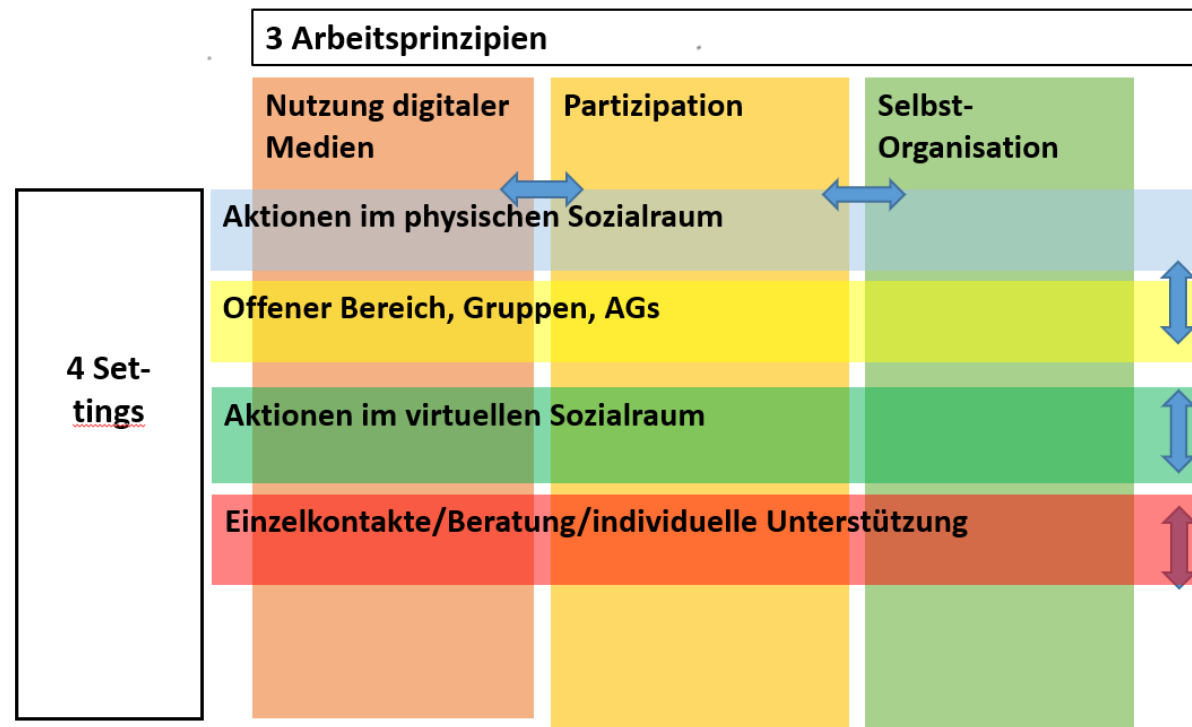 3 Arbeitsprinzipien
Nutzung digitaler
Medien
Partizipation
Selbst-
Organisation
Aktionen im physischen Sozialraum
Offener Bereich, Gruppen, AGs
4 Set-
tings
Aktionen im virtuellen Sozialraum
Einzelkontakte/Beratung/individuelle Unterstützung